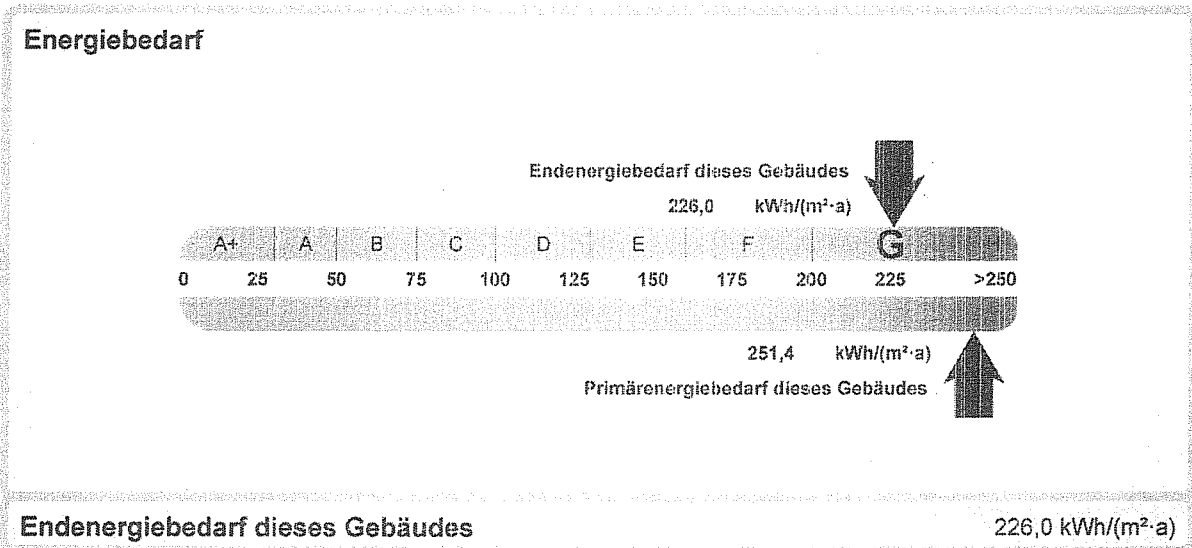 Energiebedarf
Endenergiebedarf dieses Gebäudes
226,0 kWh/(m²·a)
A+ A B C D E F G
0 25 50 75 100 125 150 175 200 225 >250
251,4 kWh/(m²·a)
Primärenergiebedarf dieses Gebäudes
Endenergiebedarf dieses Gebäudes 226,0 kWh/(m²·a)